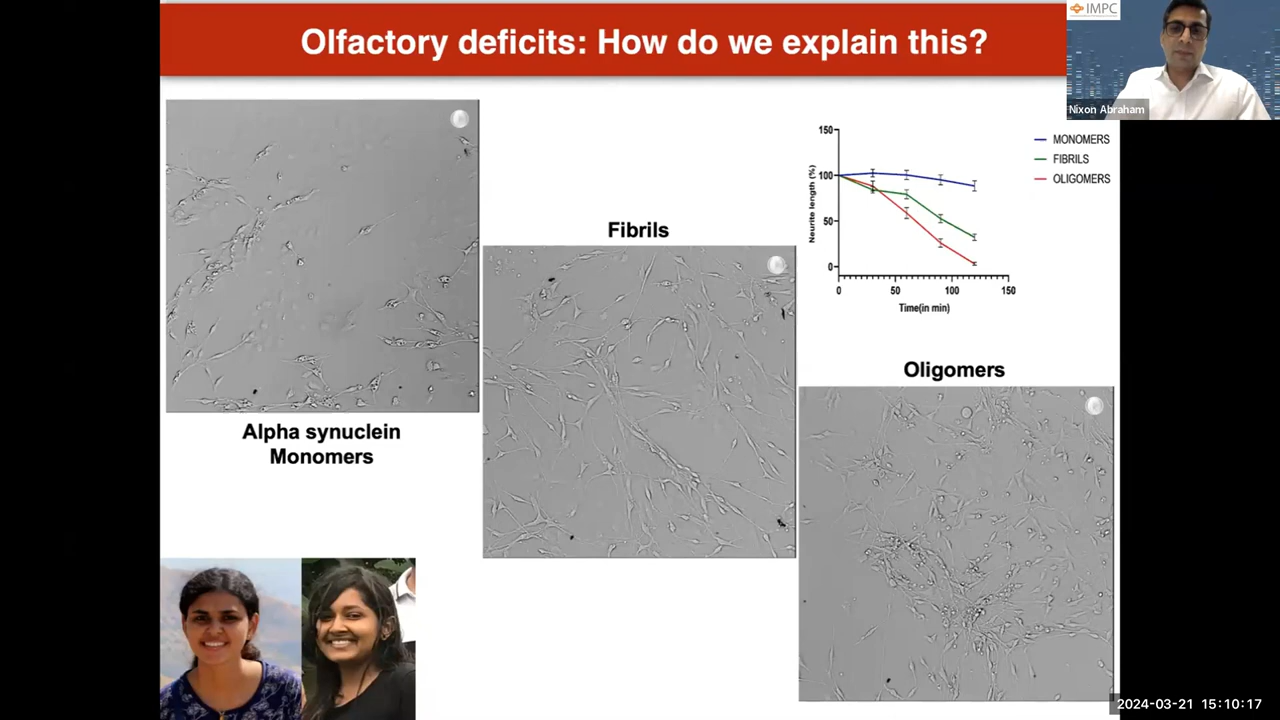 Olfactory deficits: How do we explain this?
IMPC
Nixon Abraham
Alpha synuclein
Monomers
Fibrils
150
100
50
0
Neurite length (%)
0 50 100 150
Time(in min)
MONOMERS
FIBRILS
OLIGOMERS
Oligomers
2024-03-21 15:10:17